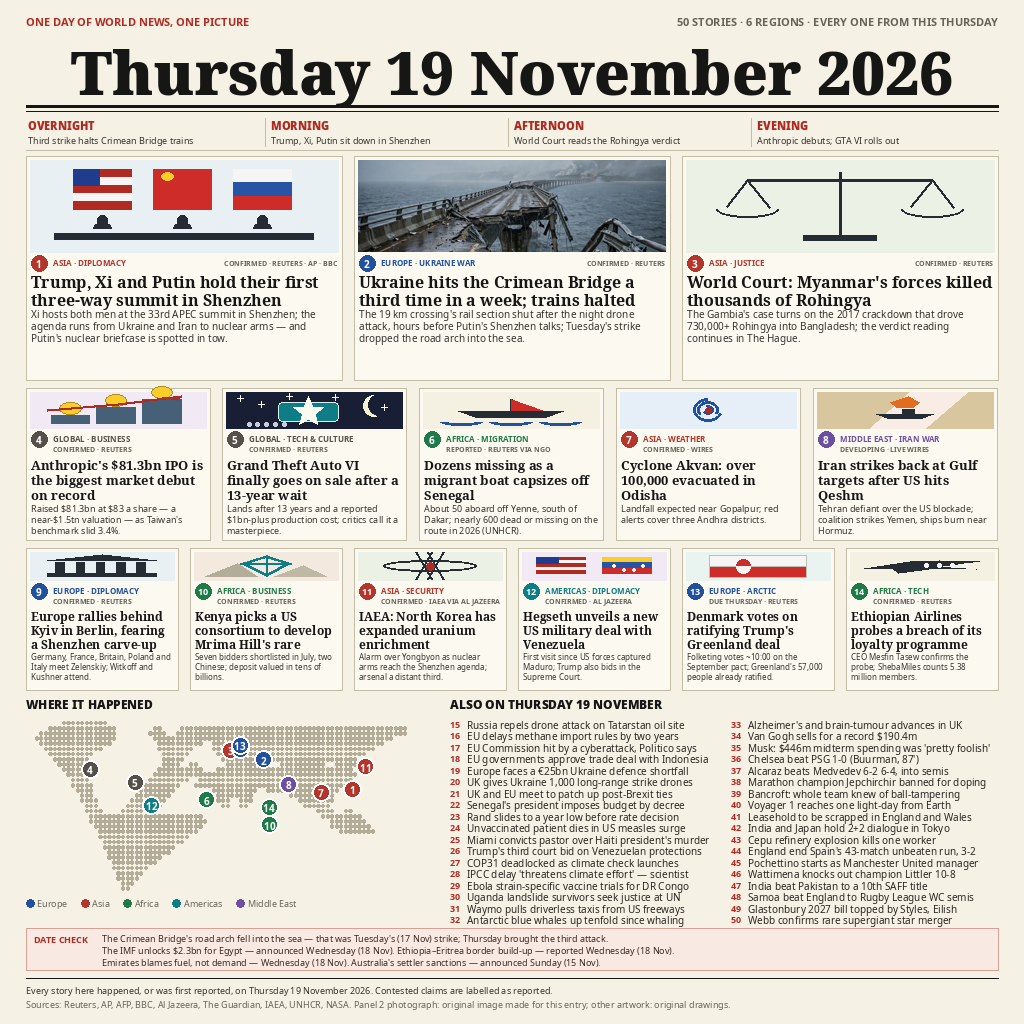 ONE DAY OF WORLD NEWS, ONE PICTURE
50 STORIES · 6 REGIONS · EVERY ONE FROM THIS THURSDAY
Thursday 19 November 2026
OVERNIGHT
Third strike halts Crimean Bridge trains
MORNING
Trump, Xi, Putin sit down in Shenzhen
AFTERNOON
World Court reads the Rohingya verdict
EVENING
Anthropic debuts; GTA VI rolls out
1 ASIA · DIPLOMACY
CONFIRMED · REUTERS · AP · BBC
Trump, Xi and Putin hold their first
three-way summit in Shenzhen
Xi hosts both men at the 33rd APEC summit in Shenzhen; the
agenda runs from Ukraine and Iran to nuclear arms — and
Putin's nuclear briefcase is spotted in tow.
2 EUROPE · UKRAINE WAR
CONFIRMED · REUTERS
Ukraine hits the Crimean Bridge a
third time in a week; trains halted
The 19 km crossing's rail section shut after the night drone
attack, hours before Putin's Shenzhen talks; Tuesday's strike
dropped the road arch into the sea.
3 ASIA · JUSTICE
CONFIRMED · REUTERS
World Court: Myanmar's forces killed
thousands of Rohingya
The Gambia's case turns on the 2017 crackdown that drove
730,000+ Rohingya into Bangladesh; the verdict reading
continues in The Hague.
4 GLOBAL · BUSINESS
CONFIRMED · REUTERS
Anthropic's $81.3bn IPO is
the biggest market debut
on record
Raised $81.3bn at $83 a share — a
near-$1.5tn valuation — as Taiwan's
benchmark slid 3.4%.
5 GLOBAL · TECH & CULTURE
CONFIRMED · REUTERS
Grand Theft Auto VI
finally goes on sale after a
13-year wait
Lands after 13 years and a reported
$1bn-plus production cost; critics call it a
masterpiece.
6 AFRICA · MIGRATION
REPORTED · REUTERS VIA NGO
Dozens missing as a
migrant boat capsizes off
Senegal
About 50 aboard off Yenne, south of
Dakar; nearly 600 dead or missing on the
route in 2026 (UNHCR).
7 ASIA · WEATHER
CONFIRMED · WIRES
Cyclone Akvan: over
100,000 evacuated in
Odisha
Landfall expected near Gopalpur; red
alerts cover three Andhra districts.
8 MIDDLE EAST · IRAN WAR
DEVELOPING · LIVE WIRES
Iran strikes back at Gulf
targets after US hits
Qeshm
Tehran defiant over the US blockade;
coalition strikes Yemen, ships burn near
Hormuz.
9 EUROPE · DIPLOMACY
CONFIRMED · REUTERS
Europe rallies behind
Kyiv in Berlin, fearing
a Shenzhen carve-up
Germany, France, Britain, Poland and
Italy meet Zelenskiy; Witkoff and
Kushner attend.
10 AFRICA · BUSINESS
CONFIRMED · REUTERS
Kenya picks a US
consortium to develop
Mrima Hill's rare
Seven bidders shortlisted in July, two
Chinese; deposit valued in tens of
billions.
11 ASIA · SECURITY
CONFIRMED · IAEA VIA AL JAZEERA
IAEA: North Korea has
expanded uranium
enrichment
Alarm over Yongbyon as nuclear
arms reach the Shenzhen agenda;
arsenal a distant third.
12 AMERICAS · DIPLOMACY
CONFIRMED · AL JAZEERA
Hegseth unveils a new
US military deal with
Venezuela
First visit since US forces captured
Maduro; Trump also bids in the
Supreme Court.
13 EUROPE · ARCTIC
DUE THURSDAY · REUTERS
Denmark votes on
ratifying Trump's
Greenland deal
Folketing votes ~10:00 on the
September pact; Greenland's 57,000
people already ratified.
14 AFRICA · TECH
CONFIRMED · REUTERS
Ethiopian Airlines
probes a breach of its
loyalty programme
CEO Mesfin Tasew confirms the
probe; ShebaMiles counts 5.38
million members.
WHERE IT HAPPENED
3
13
2
4
5
8
11
12
6
7
1
14
10
Europe
Asia
Africa
Americas
Middle East
ALSO ON THURSDAY 19 NOVEMBER
15 Russia repels drone attack on Tatarstan oil site
16 EU delays methane import rules by two years
17 EU Commission hit by a cyberattack, Politico says
18 EU governments approve trade deal with Indonesia
19 Europe faces a €25bn Ukraine defence shortfall
20 UK gives Ukraine 1,000 long-range strike drones
21 UK and EU meet to patch up post-Brexit ties
22 Senegal's president imposes budget by decree
23 Rand slides to a year low before rate decision
24 Unvaccinated patient dies in US measles surge
25 Miami convicts pastor over Haiti president's murder
26 Trump's third court bid on Venezuelan protections
27 COP31 deadlocked as climate check launches
28 IPCC delay 'threatens climate effort' — scientist
29 Ebola strain-specific vaccine trials for DR Congo
30 Uganda landslide survivors seek justice at UN
31 Waymo pulls driverless taxis from US freeways
32 Antarctic blue whales up tenfold since whaling
33 Alzheimer's and brain-tumour advances in UK
34 Van Gogh sells for a record $190.4m
35 Musk: $446m midterm spending was 'pretty foolish'
36 Chelsea beat PSG 1-0 (Buurman, 87')
37 Alcaraz beats Medvedev 6-2 6-4, into semis
38 Marathon champion Jepchirchir banned for doping
39 Bancroft: whole team knew of ball-tampering
40 Voyager 1 reaches one light-day from Earth
41 Leasehold to be scrapped in England and Wales
42 India and Japan hold 2+2 dialogue in Tokyo
43 Cepu refinery explosion kills one worker
44 England end Spain's 43-match unbeaten run, 3-2
45 Pochettino starts as Manchester United manager
46 Wattimena knocks out champion Littler 10-8
47 India beat Pakistan to a 10th SAFF title
48 Samoa beat England to Rugby League WC semis
49 Glastonbury 2027 bill topped by Styles, Eilish
50 Webb confirms rare supergiant star merger
DATE CHECK
The Crimean Bridge's road arch fell into the sea — that was Tuesday's (17 Nov) strike; Thursday brought the third attack.
The IMF unlocks $2.3bn for Egypt — announced Wednesday (18 Nov). Ethiopia–Eritrea border build-up — reported Wednesday (18 Nov).
Emirates blames fuel, not demand — Wednesday (18 Nov). Australia's settler sanctions — announced Sunday (15 Nov).
Every story here happened, or was first reported, on Thursday 19 November 2026. Contested claims are labelled as reported.
Sources: Reuters, AP, AFP, BBC, Al Jazeera, The Guardian, IAEA, UNHCR, NASA. Panel 2 photograph: original image made for this entry; other artwork: original drawings.